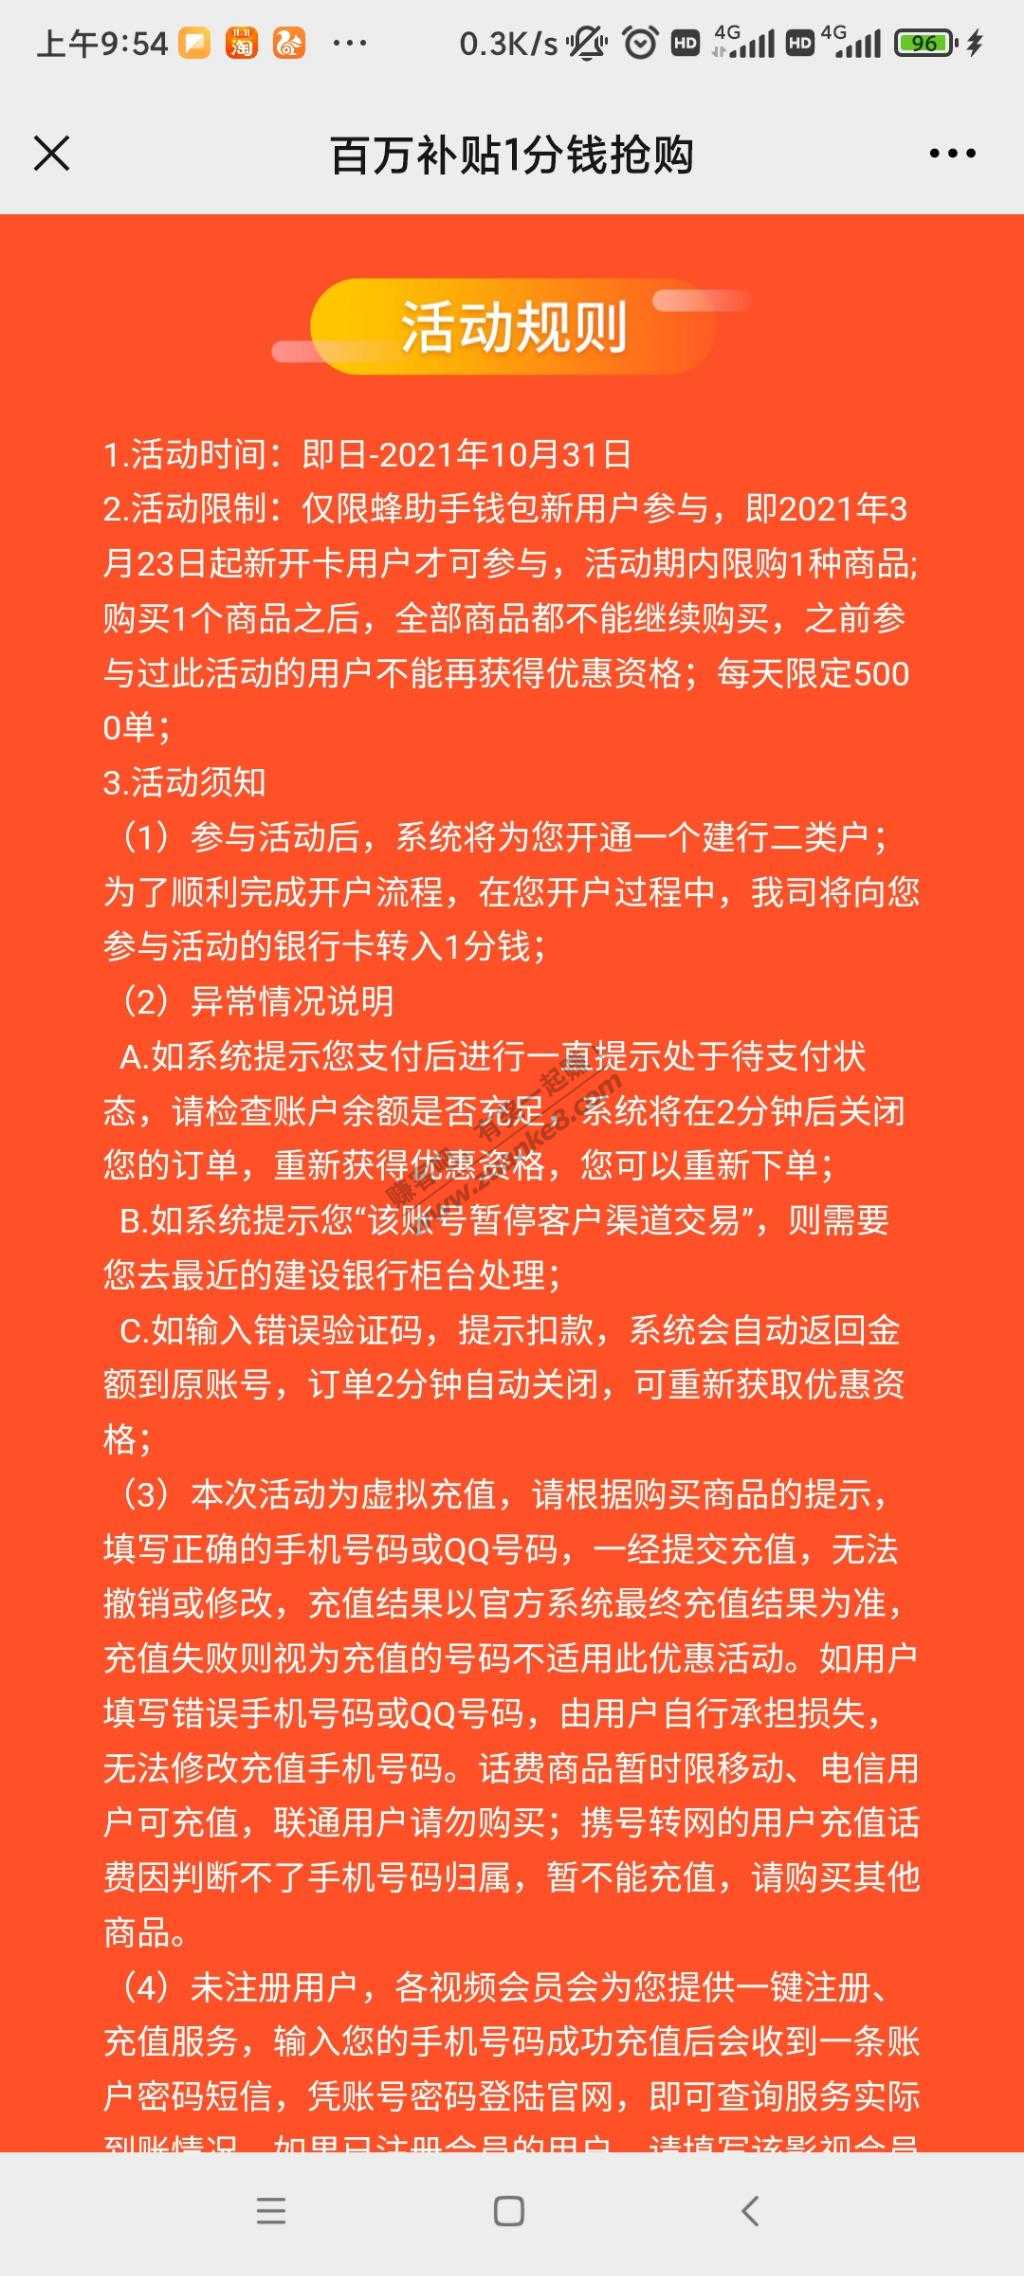 上午9:54 ··· 0.3K/s HD 4G HD 4G 96
百万补贴1分钱抢购
活动规则
1.活动时间：即日-2021年10月31日
2.活动限制：仅限蜂助手钱包新用户参与，即2021年3
月23日起新开卡用户才可参与，活动期内限购1种商品;
购买1个商品之后，全部商品都不能继续购买，之前参
与过此活动的用户不能再获得优惠资格；每天限定500
0单；
3.活动须知
（1）参与活动后，系统将为您开通一个建行二类户；
为了顺利完成开户流程，在您开户过程中，我司将向您
参与活动的银行卡转入1分钱；
（2）异常情况说明
A.如系统提示您支付后进行一直提示处于待支付状
态，请检查账户余额是否充足，系统将在2分钟后关闭
您的订单，重新获得优惠资格，您可以重新下单；
B.如系统提示您“该账号暂停客户渠道交易”，则需要
您去最近的建设银行柜台处理；
C.如输入错误验证码，提示扣款，系统会自动返回金
额到原账号，订单2分钟自动关闭，可重新获取优惠资
格；
（3）本次活动为虚拟充值，请根据购买商品的提示，
填写正确的手机号码或QQ号码，一经提交充值，无法
撤销或修改，充值结果以官方系统最终充值结果为准，
充值失败则视为充值的号码不适用此优惠活动。如用户
填写错误手机号码或QQ号码，由用户自行承担损失，
无法修改充值手机号码。话费商品暂时限移动、电信用
户可充值，联通用户请勿购买；携号转网的用户充值话
费因判断不了手机号码归属，暂不能充值，请购买其他
商品。
（4）未注册用户，各视频会员会为您提供一键注册、
充值服务，输入您的手机号码成功充值后会收到一条账
户密码短信，凭账号密码登陆官网，即可查询服务实际
到账情况。如果已注册会员的用户，请填写该影视会员